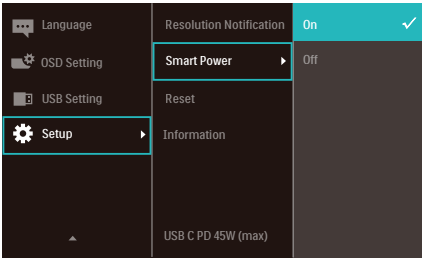 Language
OSD Setting
USB Setting
Setup
Resolution Notification
Smart Power
Reset
Information
USB C PD 45W (max)
On
Off